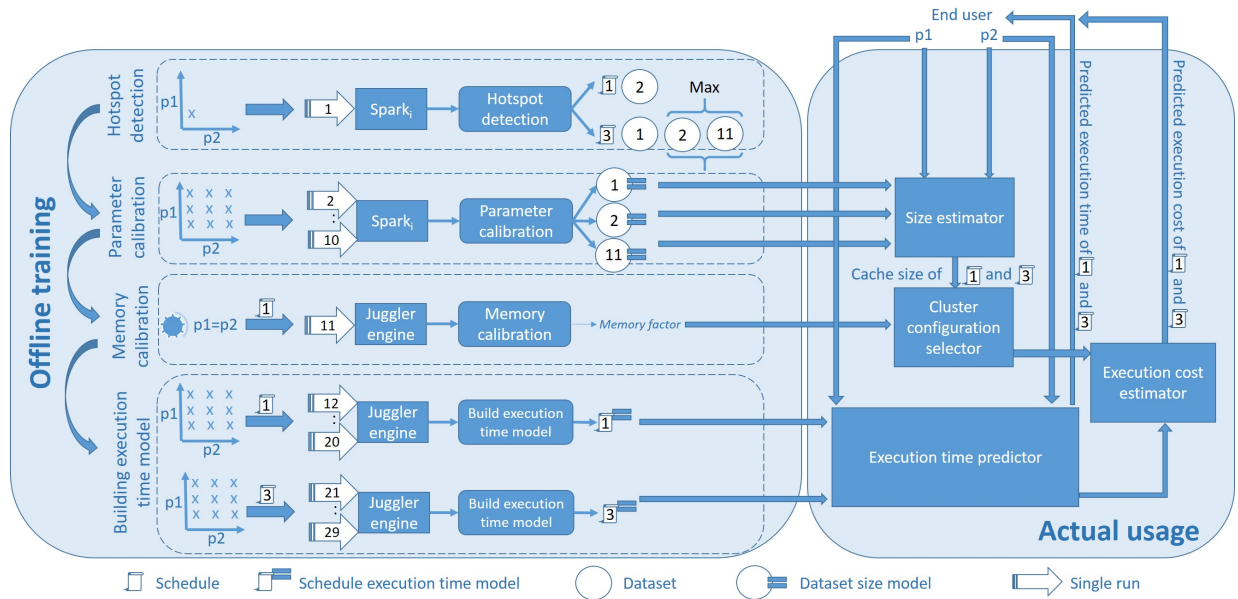 Offline training
Hotspot
detection
p1
x
p2
1
Spark i
Hotspot
detection
1
2
3
1
2
11
Max
Parameter
calibration
p1
x x x
x x x
x x x
p2
2
:
10
Spark i
Parameter
calibration
1
2
11
Memory
calibration
p1=p2
1
11
Juggler
engine
Memory
calibration
Memory factor
Building execution
time model
p1
x x x
x x x
x x x
p2
1
12
:
20
Juggler
engine
Build execution
time model
1
p1
x x x
x x x
x x x
p2
3
21
:
29
Juggler
engine
Build execution
time model
3
End user
p1 p2
Size estimator
Cache size of 1 and 3
Cluster
configuration
selector
Execution cost
estimator
Execution time predictor
Predicted execution time of 1 and 3
Predicted execution cost of 1 and 3
Actual usage
Schedule
Schedule execution time model
Dataset
Dataset size model
Single run